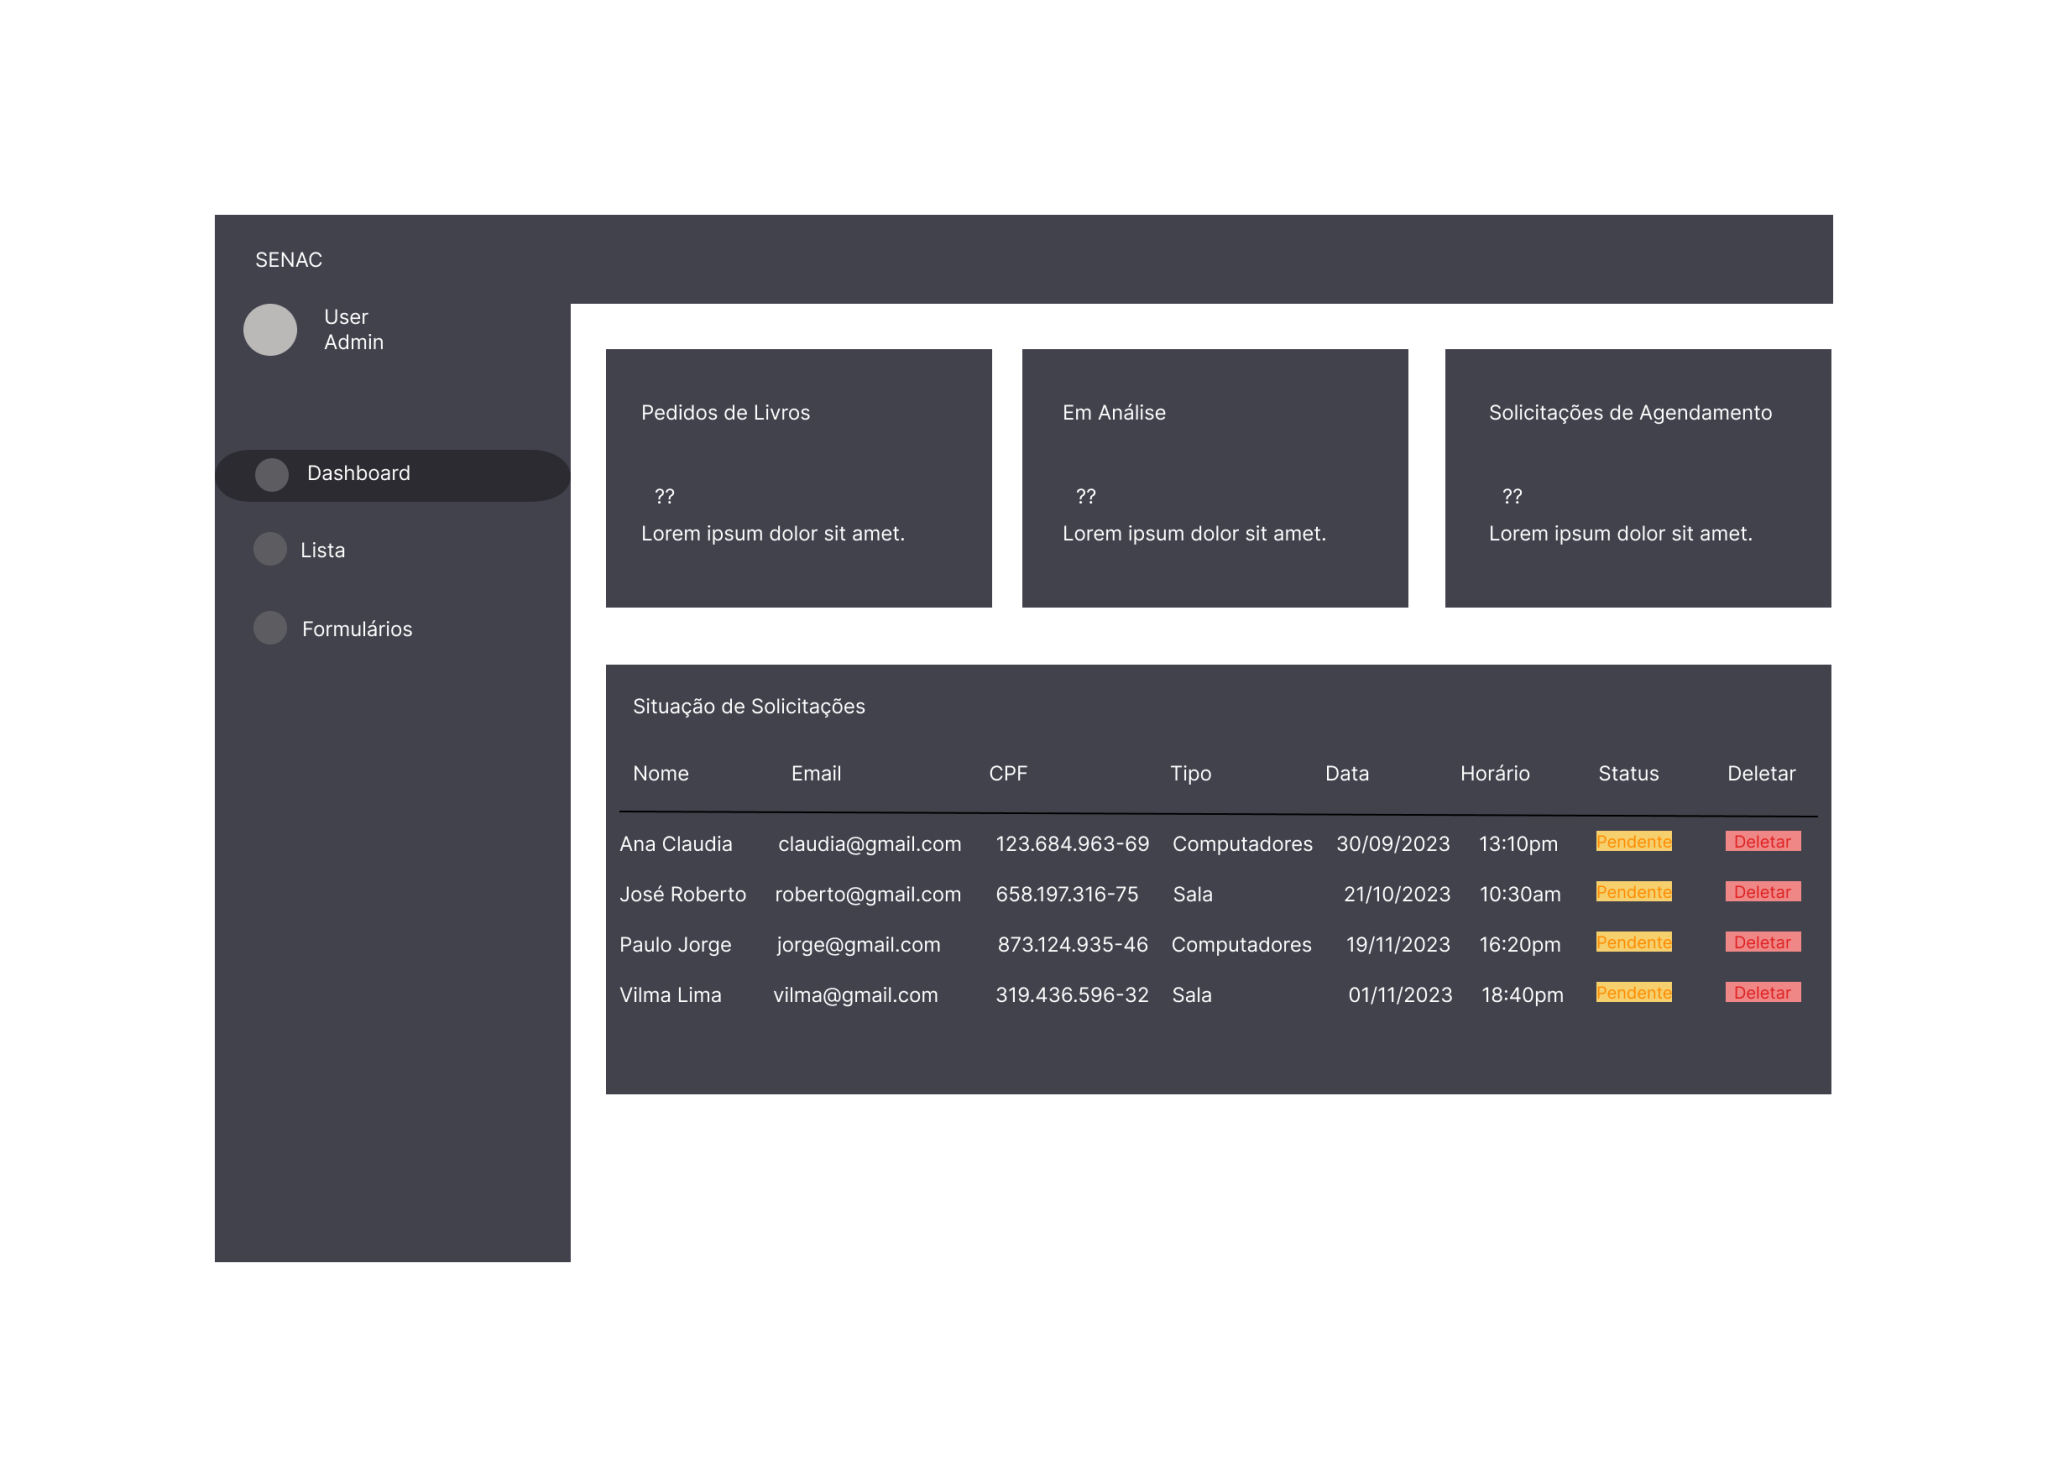 SENAC
User
Admin
Dashboard
Lista
Formulários
Pedidos de Livros
??
Lorem ipsum dolor sit amet.
Em Análise
??
Lorem ipsum dolor sit amet.
Solicitações de Agendamento
??
Lorem ipsum dolor sit amet.
Situação de Solicitações
Nome Email CPF Tipo Data Horário Status Deletar
Ana Claudia claudia@gmail.com 123.684.963-69 Computadores 30/09/2023 13:10pm Pendente Deletar
José Roberto roberto@gmail.com 658.197.316-75 Sala 21/10/2023 10:30am Pendente Deletar
Paulo Jorge jorge@gmail.com 873.124.935-46 Computadores 19/11/2023 16:20pm Pendente Deletar
Vilma Lima vilma@gmail.com 319.436.596-32 Sala 01/11/2023 18:40pm Pendente Deletar